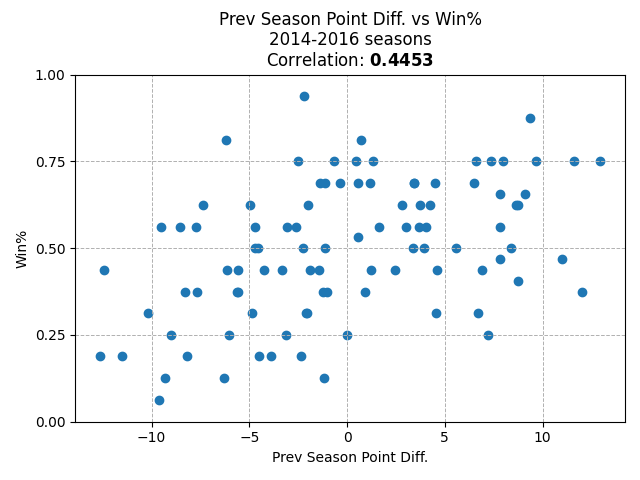 Prev Season Point Diff. vs Win%
2014-2016 seasons
Correlation: 0.4453
1.00
0.75
0.50
0.25
0.00
Win%
−10
−5
0
5
10
Prev Season Point Diff.